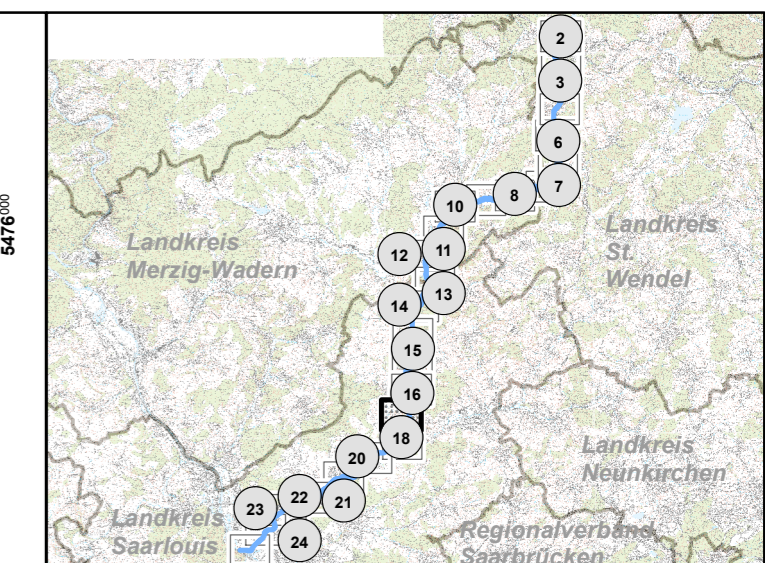 5476000
2
3
6
7
8
10
11
12
13
14
15
16
18
20
21
22
23
24
Landkreis
Merzig-Wadern
Landkreis
St.
Wendel
Landkreis
Neunkirchen
Landkreis
Saarlouis
Regionalverband
Saarbrücken